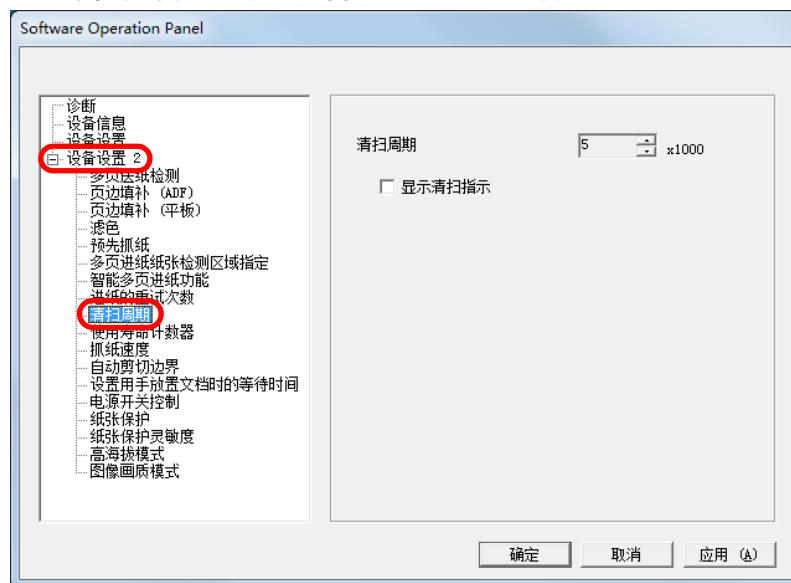 Software Operation Panel
诊断
设备信息
设备设置
设备设置 2
多页送纸检测
页边填补 (ADF)
页边填补 (平板)
滤色
预先抓纸
多页进纸纸张检测区域指定
智能多页进纸功能
进纸的重试次数
清扫周期
使用寿命计数器
抓纸速度
自动剪切边界
设置用手放置文档时的等待时间
电源开关控制
纸张保护
纸张保护灵敏度
高海拔模式
图像画质模式
清扫周期 5 x1000
显示清扫指示
确定 取消 应用 (A)